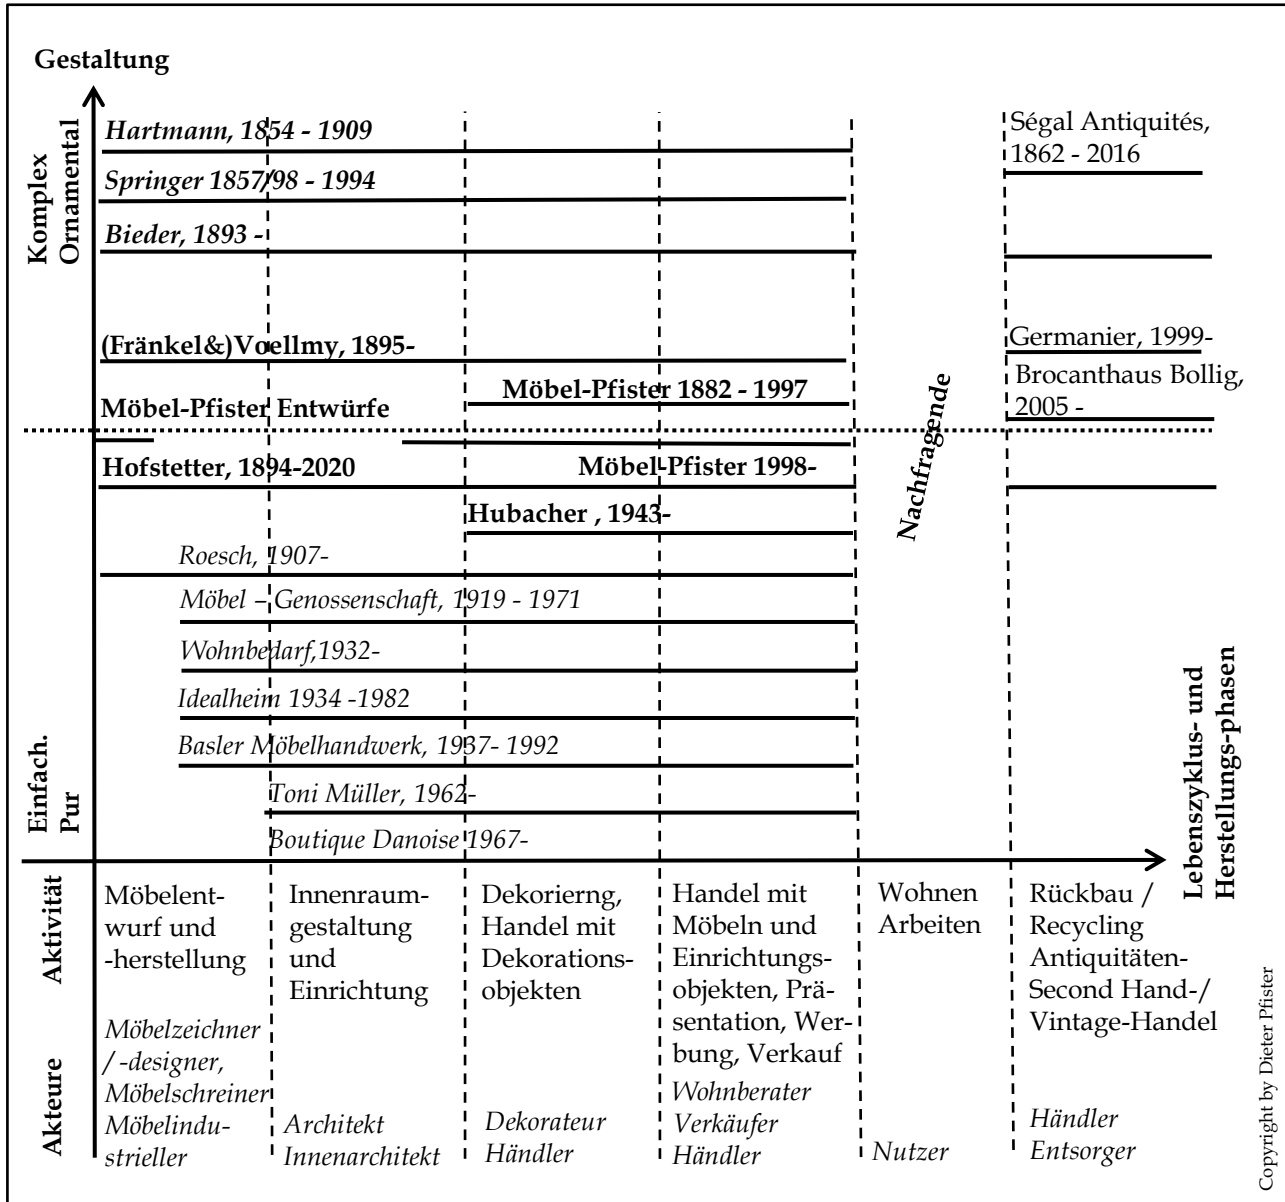 Gestaltung
Komplex
Ornamental
Hartmann, 1854 - 1909
Springer 1857/98 - 1994
Bieder, 1893 -
(Fränkel&)Voellmy, 1895-
Möbel-Pfister 1882 - 1997
Möbel-Pfister Entwürfe
Ségal Antiquités,
1862 - 2016
Germanier, 1999-
Brocanthaus Bollig,
2005 -
Nachfragende
Hofstetter, 1894-2020
Möbel-Pfister 1998-
Hubacher , 1943-
Roesch, 1907-
Möbel – Genossenschaft, 1919 - 1971
Wohnbedarf,1932-
Idealheim 1934 -1982
Basler Möbelhandwerk, 1937- 1992
Toni Müller, 1962-
Boutique Danoise 1967-
Einfach.
Pur
Lebenszyklus- und
Herstellungs-phasen
Aktivität
Möbelent-
wurf und
-herstellung
Innenraum-
gestaltung
und
Einrichtung
Dekorierng,
Handel mit
Dekorations-
objekten
Handel mit
Möbeln und
Einrichtungs-
objekten, Prä-
sentation, Wer-
bung, Verkauf
Wohnen
Arbeiten
Rückbau /
Recycling
Antiquitäten-
Second Hand-/
Vintage-Handel
Akteure
Möbelzeichner
/-designer,
Möbelschreiner
Möbelindu-
strieller
Architekt
Innenarchitekt
Dekorateur
Händler
Wohnberater
Verkäufer
Händler
Nutzer
Händler
Entsorger
Copyright by Dieter Pfister